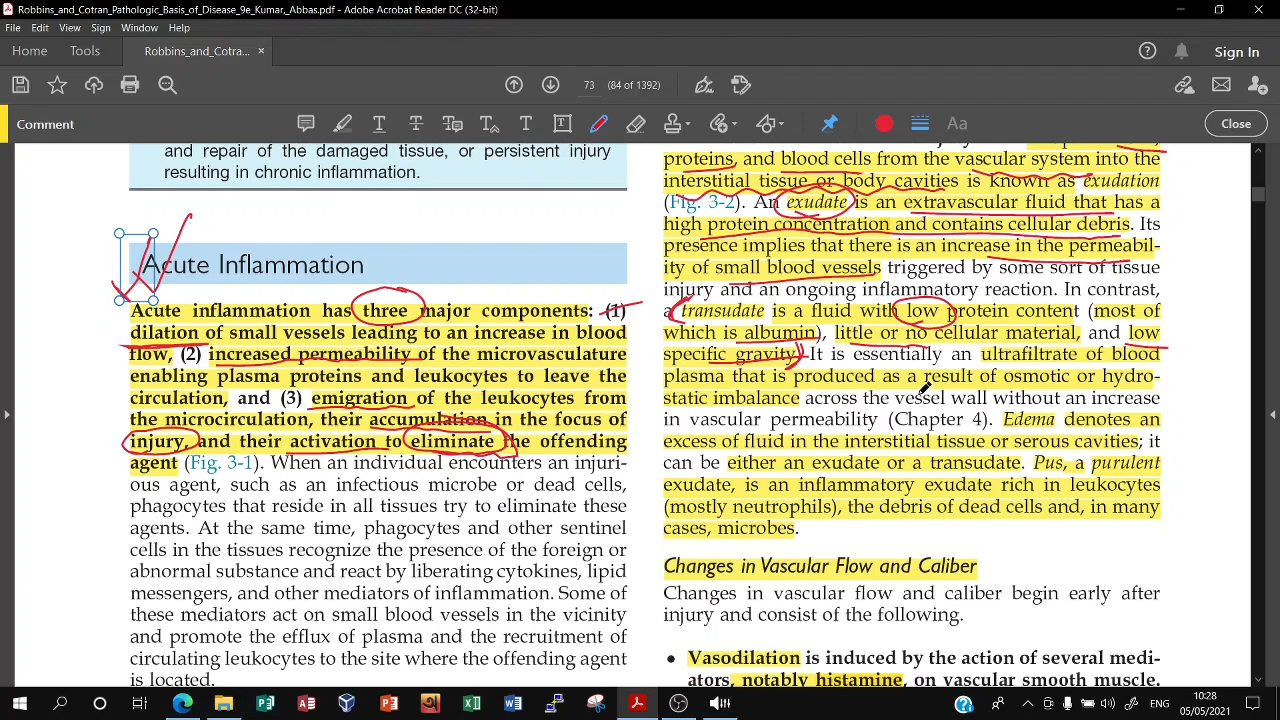 Robbins_and_Cotran_Pathologic_Basis_of_Disease_9e_Kumar_Abbas.pdf - Adobe Acrobat Reader DC (32-bit)
File Edit View Sign Window Help
Home Tools Robbins_and_Cotra... × Sign In
73 (84 of 1392)
Comment
Aa
Close
and repair of the damaged tissue, or persistent injury
resulting in chronic inflammation.
Acute Inflammation
Acute inflammation has three major components: (1)
dilation of small vessels leading to an increase in blood
flow, (2) increased permeability of the microvasculature
enabling plasma proteins and leukocytes to leave the
circulation, and (3) emigration of the leukocytes from
the microcirculation, their accumulation in the focus of
injury, and their activation to eliminate the offending
agent (Fig. 3-1). When an individual encounters an injuri-
ous agent, such as an infectious microbe or dead cells,
phagocytes that reside in all tissues try to eliminate these
agents. At the same time, phagocytes and other sentinel
cells in the tissues recognize the presence of the foreign or
abnormal substance and react by liberating cytokines, lipid
messengers, and other mediators of inflammation. Some of
these mediators act on small blood vessels in the vicinity
and promote the efflux of plasma and the recruitment of
circulating leukocytes to the site where the offending agent
is located.
proteins, and blood cells from the vascular system into the
interstitial tissue or body cavities is known as exudation
(Fig. 3-2). An exudate is an extravascular fluid that has a
high protein concentration and contains cellular debris. Its
presence implies that there is an increase in the permeabil-
ity of small blood vessels triggered by some sort of tissue
injury and an ongoing inflammatory reaction. In contrast,
a transudate is a fluid with low protein content (most of
which is albumin), little or no cellular material, and low
specific gravity. It is essentially an ultrafiltrate of blood
plasma that is produced as a result of osmotic or hydro-
static imbalance across the vessel wall without an increase
in vascular permeability (Chapter 4). Edema denotes an
excess of fluid in the interstitial tissue or serous cavities; it
can be either an exudate or a transudate. Pus, a purulent
exudate, is an inflammatory exudate rich in leukocytes
(mostly neutrophils), the debris of dead cells and, in many
cases, microbes.
Changes in Vascular Flow and Caliber
Changes in vascular flow and caliber begin early after
injury and consist of the following.
• Vasodilation is induced by the action of several medi-
ators, notably histamine, on vascular smooth muscle.
ENG
10:28
05/05/2021